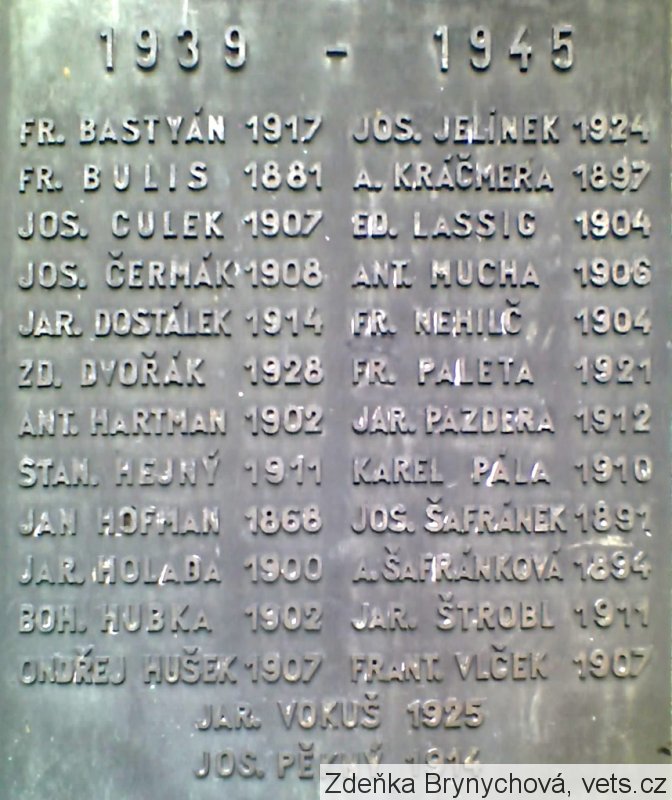 1939 - 1945
FR. BASTYÁN 1917 JOS. JELÍNEK 1924
FR. BULIS 1881 A. KRÁČMERA 1897
JOS. CULEK 1907 ED. LASSIG 1904
JOS. ČERMÁK 1908 ANT. MUCHA 1906
JAR. DOSTÁLEK 1914 FR. NEHILČ 1904
ZD. DVOŘÁK 1928 FR. PALETA 1921
ANT. HARTMAN 1902 JAR. PAZDERA 1912
STAN. HEJNÝ 1911 KAREL PÁLA 1910
JAN HOFMAN 1868 JOS. ŠAFRÁNEK 1891
JAR. HOLADA 1900 A. ŠAFRÁNKOVÁ 1894
BOH. HUBKA 1902 JAR. ŠTROBL 1911
ONDŘEJ HUŠEK 1907 FRANT. VLČEK 1907
JAR. VOKUŠ 1925
JOS. PĚKNÝ 1914
Zdeňka Brynychová, vets.cz